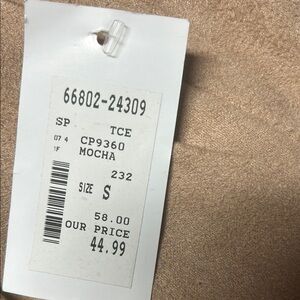 66802-24309
SP TCE
07 4 CP9360
1F MOCHA
232
SIZE S
58.00
OUR PRICE
44.99